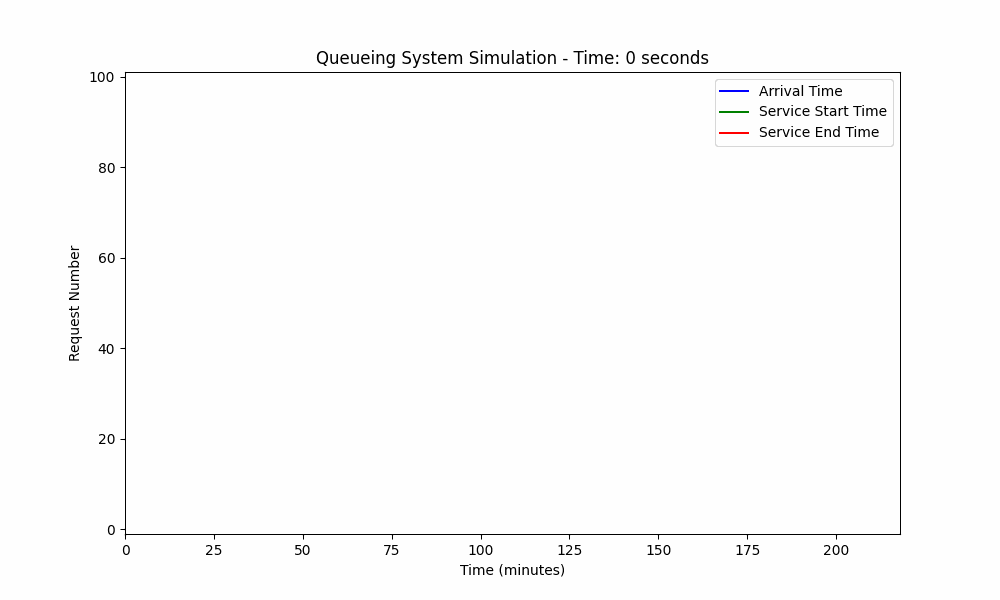 Queueing System Simulation - Time: 0 seconds
Arrival Time
Service Start Time
Service End Time
100
80
60
40
20
0
Request Number
0 25 50 75 100 125 150 175 200
Time (minutes)